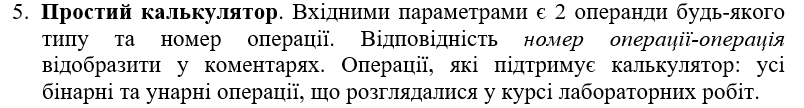 5. Простий калькулятор. Вхідними параметрами є 2 операнди будь-якого
типу та номер операції. Відповідність номер операції-операція
відобразити у коментарях. Операції, які підтримує калькулятор: усі
бінарні та унарні операції, що розглядалися у курсі лабораторних робіт.